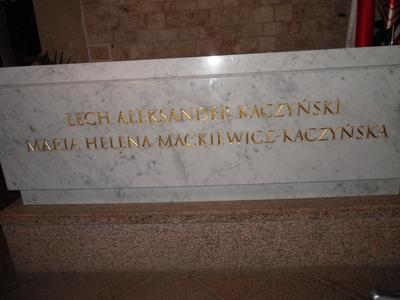 LECH ALEKSANDER KACZYŃSKI
MARIA HELENA MACKIEWICZ-KACZYŃSKA